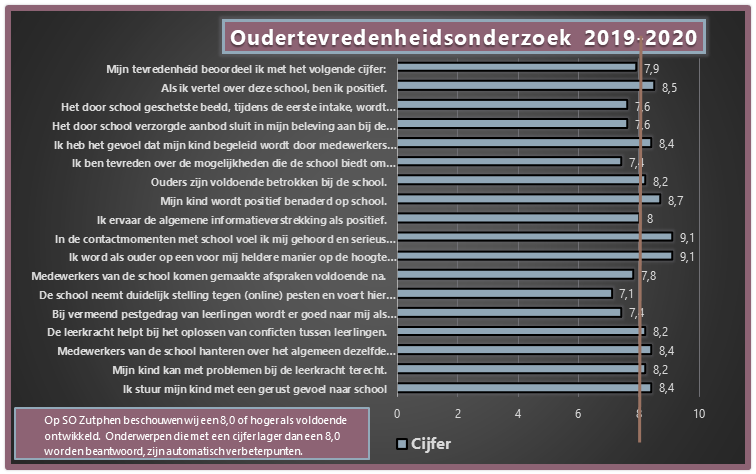 Oudertevredenheidsonderzoek 2019-2020
Mijn tevredenheid beoordeel ik met het volgende cijfer: 7,9
Als ik vertel over deze school, ben ik positief. 8,5
Het door school geschetste beeld, tijdens de eerste intake, wordt... 7,6
Het door school verzorgde aanbod sluit in mijn beleving aan bij de... 7,6
Ik heb het gevoel dat mijn kind begeleid wordt door medewerkers... 8,4
Ik ben tevreden over de mogelijkheden die de school biedt om... 7,4
Ouders zijn voldoende betrokken bij de school. 8,2
Mijn kind wordt positief benaderd op school. 8,7
Ik ervaar de algemene informatieverstrekking als positief. 8
In de contactmomenten met school voel ik mij gehoord en serieus... 9,1
Ik word als ouder op een voor mij heldere manier op de hoogte... 9,1
Medewerkers van de school komen gemaakte afspraken voldoende na. 7,8
De school neemt duidelijk stelling tegen (online) pesten en voert hier... 7,1
Bij vermeend pestgedrag van leerlingen wordt er goed naar mij als... 7,4
De leerkracht helpt bij het oplossen van conficten tussen leerlingen. 8,2
Medewerkers van de school hanteren over het algemeen dezelfde... 8,4
Mijn kind kan met problemen bij de leerkracht terecht. 8,2
Ik stuur mijn kind met een gerust gevoel naar school 8,4
0 2 4 6 8 10
Cijfer
Op SO Zutphen beschouwen wij een 8,0 of hoger als voldoende
ontwikkeld. Onderwerpen die met een cijfer lager dan een 8,0
worden beantwoord, zijn automatisch verbeterpunten.